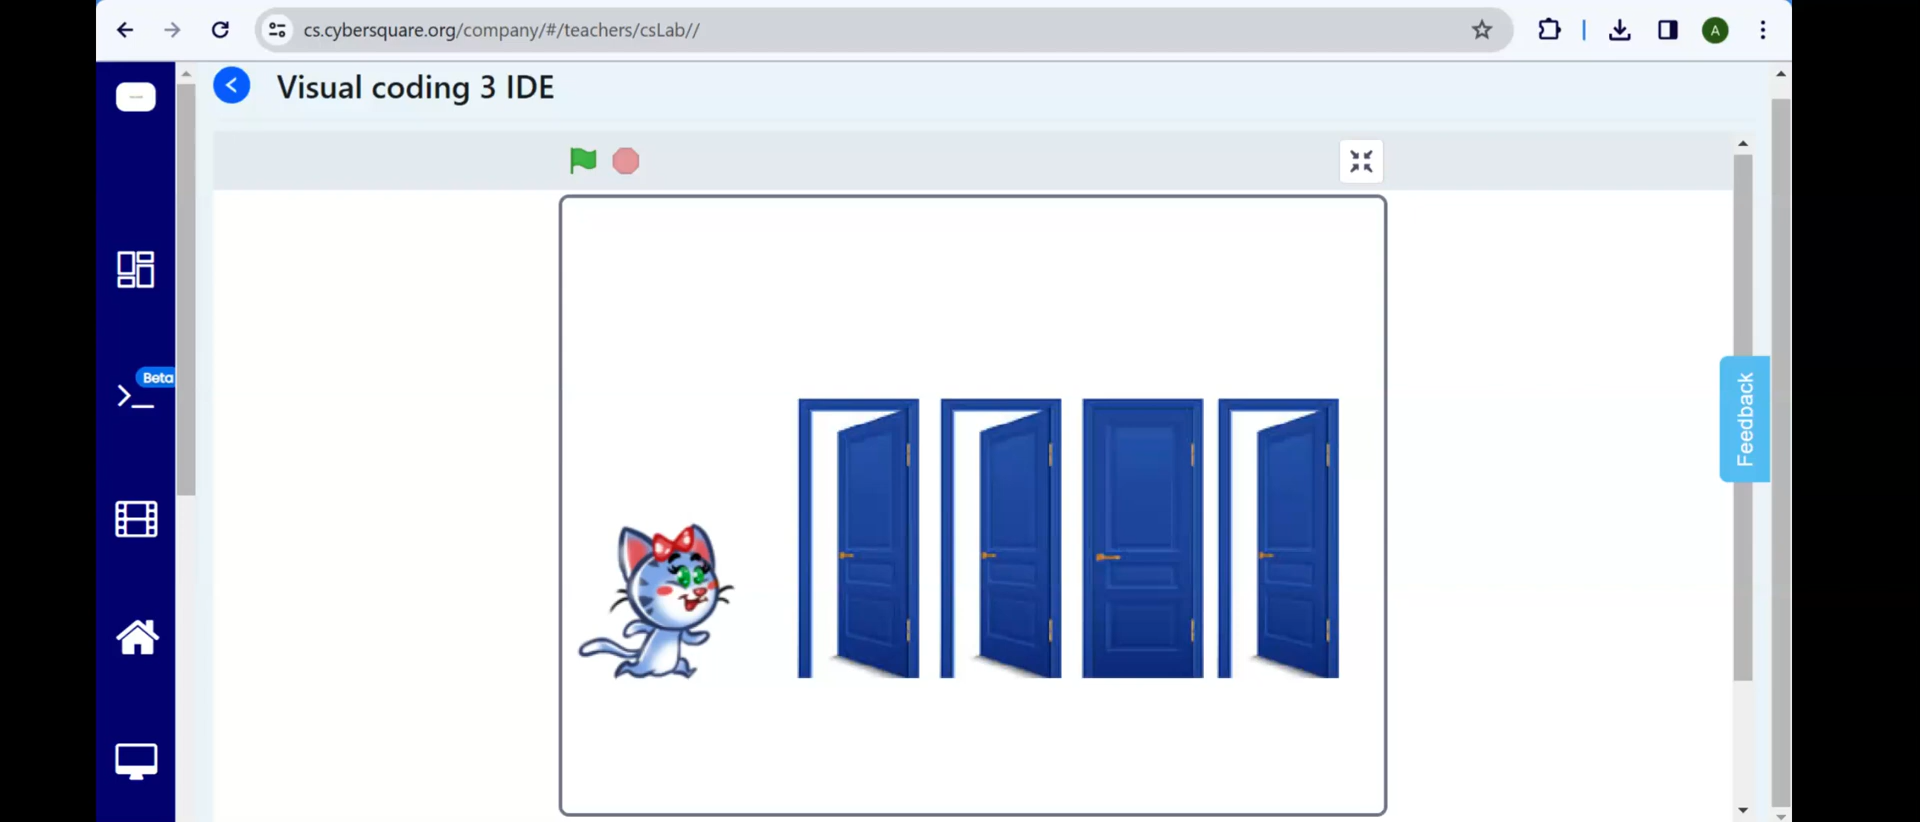 cs.cybersquare.org/company/#/teachers/csLab//
A
Visual coding 3 IDE
Beta
Feedback